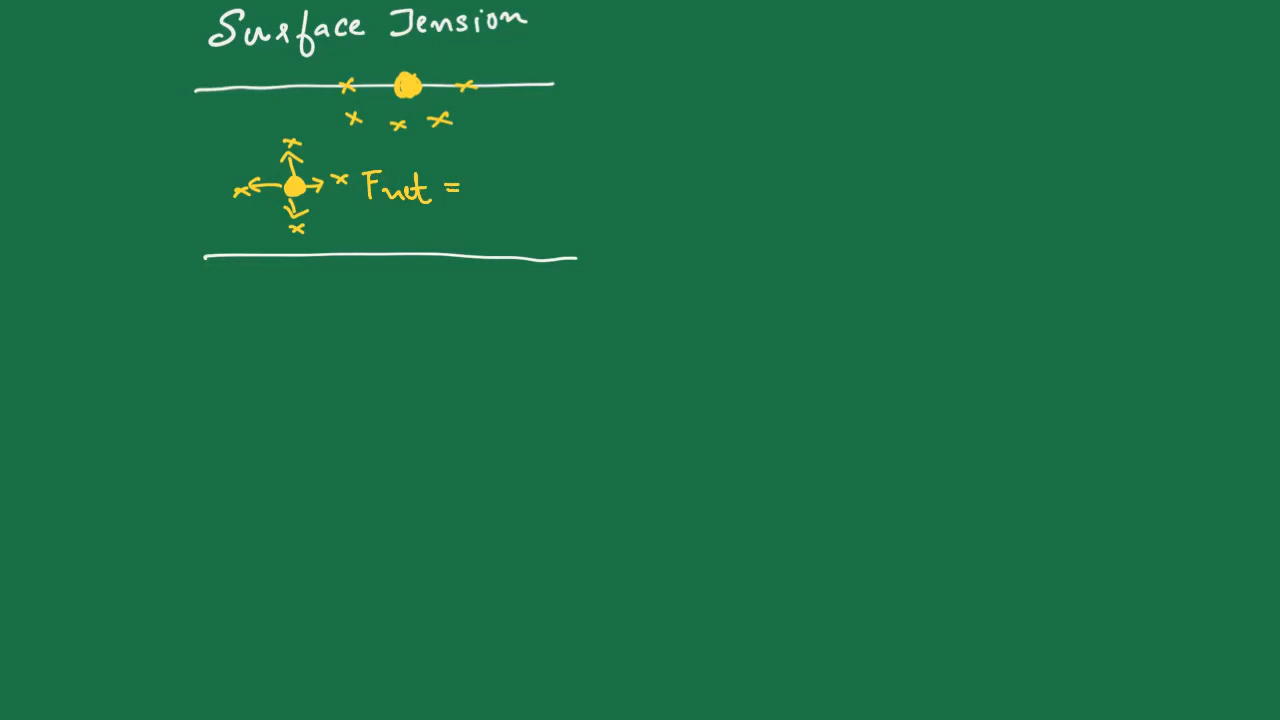 Surface Tension
Fnet =